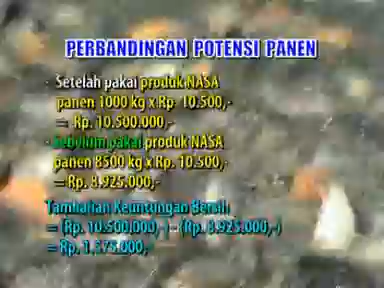 PERBANDINGAN POTENSI PANEN
- Setelah pakai produk NASA
panen 1000 kg x Rp. 10.500,-
= Rp. 10.500.000,-
- Sebelum pakai produk NASA
panen 8500 kg x Rp. 10.500,-
= Rp. 8.925.000,-
Tambahan Keuntungan Bersih
= (Rp. 10.500.000) - (Rp. 8.925.000,-)
= Rp. 1.575.000,-